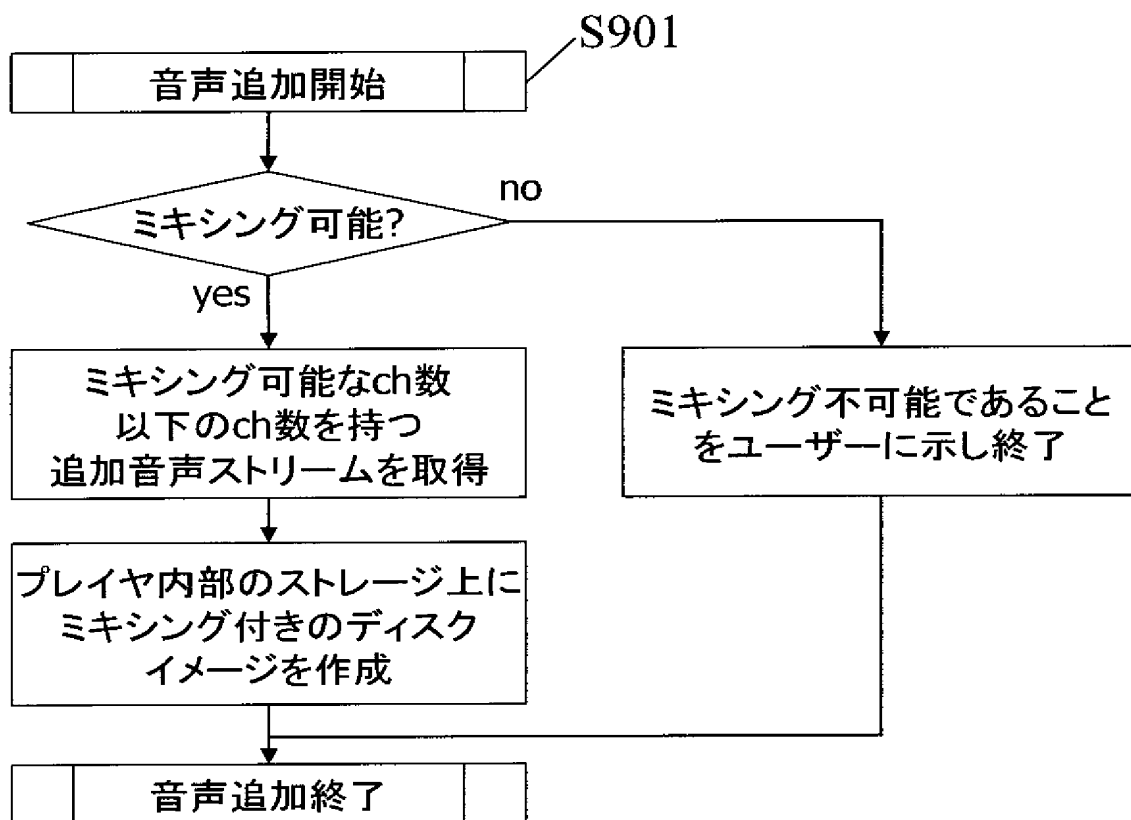 S901
音声追加開始
ミキシング可能?
no
yes
ミキシング可能なch数
以下のch数を持つ
追加音声ストリームを取得
ミキシング不可能であること
をユーザーに示し終了
プレイヤ内部のストレージ上に
ミキシング付きのディスク
イメージを作成
音声追加終了